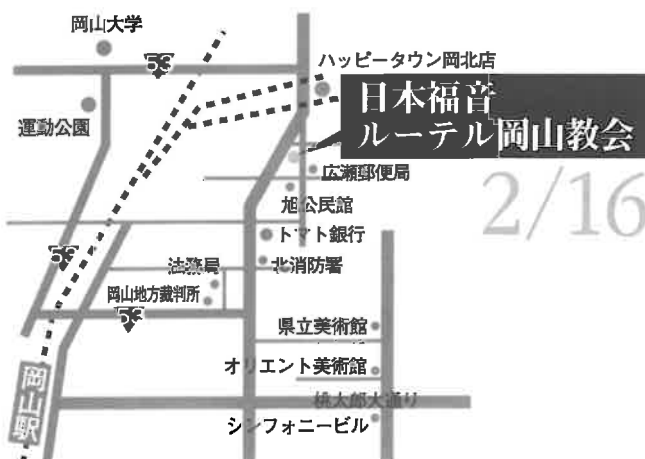 岡山大学
53
ハッピータウン岡北店
日本福音
ルーテル岡山教会
運動公園
広瀬郵便局
2/16
旭公民館
トマト銀行
53
法務局
北消防署
岡山地方裁判所
53
県立美術館
オリエント美術館
岡山駅
桃太郎大通り
シンフォニービル